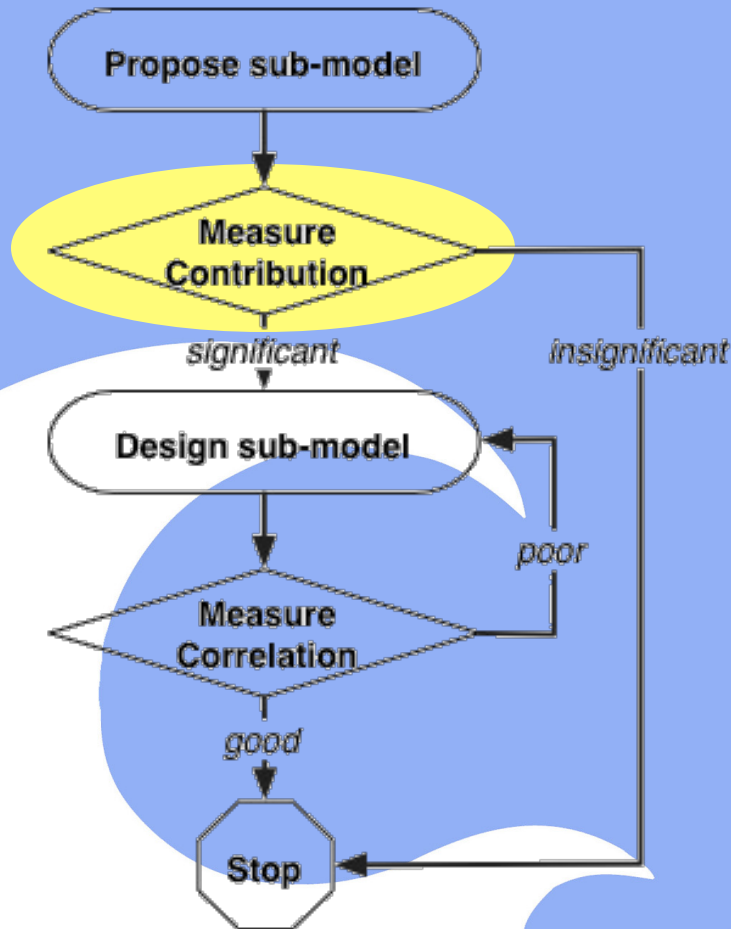 Propose sub-model
Measure
Contribution
significant
insignificant
Design sub-model
poor
Measure
Correlation
good
Stop